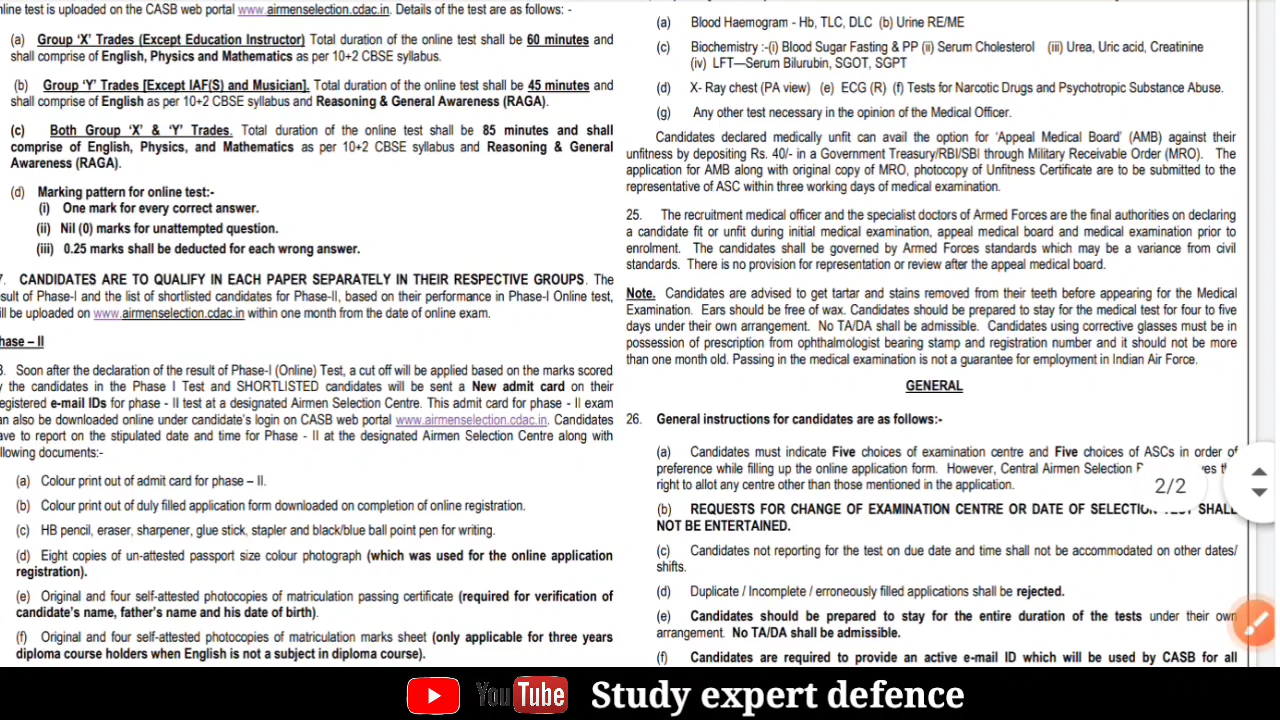 nline test is uploaded on the CASB web portal www.airmenselection.cdac.in. Details of the test are as follows: -
(a) Group 'X' Trades (Except Education Instructor) Total duration of the online test shall be 60 minutes and
shall comprise of English, Physics and Mathematics as per 10+2 CBSE syllabus.
(b) Group 'Y' Trades [Except IAF(S) and Musician]. Total duration of the online test shall be 45 minutes and
shall comprise of English as per 10+2 CBSE syllabus and Reasoning & General Awareness (RAGA).
(c) Both Group 'X' & 'Y' Trades. Total duration of the online test shall be 85 minutes and shall
comprise of English, Physics, and Mathematics as per 10+2 CBSE syllabus and Reasoning & General
Awareness (RAGA).
(d) Marking pattern for online test:-
(i) One mark for every correct answer.
(ii) Nil (0) marks for unattempted question.
(iii) 0.25 marks shall be deducted for each wrong answer.
7 CANDIDATES ARE TO QUALIFY IN EACH PAPER SEPARATELY IN THEIR RESPECTIVE GROUPS. The
esult of Phase-I and the list of shortlisted candidates for Phase-II, based on their performance in Phase-I Online test,
ill be uploaded on www.airmenselection.cdac.in within one month from the date of online exam.
hase – II
Soon after the declaration of the result of Phase-I (Online) Test, a cut off will be applied based on the marks scored
y the candidates in the Phase I Test and SHORTLISTED candidates will be sent a New admit card on their
egistered e-mail IDs for phase - II test at a designated Airmen Selection Centre. This admit card for phase - II exam
an also be downloaded online under candidate's login on CASB web portal www.airmenselection.cdac.in. Candidates
ave to report on the stipulated date and time for Phase - II at the designated Airmen Selection Centre along with
ollowing documents:-
(a) Colour print out of admit card for phase – II.
(b) Colour print out of duly filled application form downloaded on completion of online registration.
(c) HB pencil, eraser, sharpener, glue stick, stapler and black/blue ball point pen for writing.
(d) Eight copies of un-attested passport size colour photograph (which was used for the online application
registration).
(e) Original and four self-attested photocopies of matriculation passing certificate (required for verification of
candidate's name, father's name and his date of birth).
(f) Original and four self-attested photocopies of matriculation marks sheet (only applicable for three years
diploma course holders when English is not a subject in diploma course).
(a) Blood Haemogram - Hb, TLC, DLC (b) Urine RE/ME
(c) Biochemistry :-(i) Blood Sugar Fasting & PP (ii) Serum Cholesterol (iii) Urea, Uric acid, Creatinine
(iv) LFT—Serum Bilurubin, SGOT, SGPT
(d) X- Ray chest (PA view) (e) ECG (R) (f) Tests for Narcotic Drugs and Psychotropic Substance Abuse.
(g) Any other test necessary in the opinion of the Medical Officer.
Candidates declared medically unfit can avail the option for 'Appeal Medical Board' (AMB) against their
unfitness by depositing Rs. 40/- in a Government Treasury/RBI/SBI through Military Receivable Order (MRO). The
application for AMB along with original copy of MRO, photocopy of Unfitness Certificate are to be submitted to the
representative of ASC within three working days of medical examination.
25. The recruitment medical officer and the specialist doctors of Armed Forces are the final authorities on declaring
a candidate fit or unfit during initial medical examination, appeal medical board and medical examination prior to
enrolment. The candidates shall be governed by Armed Forces standards which may be a variance from civil
standards. There is no provision for representation or review after the appeal medical board.
Note. Candidates are advised to get tartar and stains removed from their teeth before appearing for the Medical
Examination. Ears should be free of wax. Candidates should be prepared to stay for the medical test for four to five
days under their own arrangement. No TA/DA shall be admissible. Candidates using corrective glasses must be in
possession of prescription from ophthalmologist bearing stamp and registration number and it should not be more
than one month old. Passing in the medical examination is not a guarantee for employment in Indian Air Force.
GENERAL
26. General instructions for candidates are as follows:-
(a) Candidates must indicate Five choices of examination centre and Five choices of ASCs in order of
preference while filling up the online application form. However, Central Airmen Selection
right to allot any centre other than those mentioned in the application.
2/2
(b) REQUESTS FOR CHANGE OF EXAMINATION CENTRE OR DATE OF SELECTION TEST SHALL
NOT BE ENTERTAINED.
(c) Candidates not reporting for the test on due date and time shall not be accommodated on other dates/
shifts.
(d) Duplicate / Incomplete / erroneously filled applications shall be rejected.
(e) Candidates should be prepared to stay for the entire duration of the tests under their own
arrangement. No TA/DA shall be admissible.
(f) Candidates are required to provide an active e-mail ID which will be used by CASB for all
YouTube Study expert defence